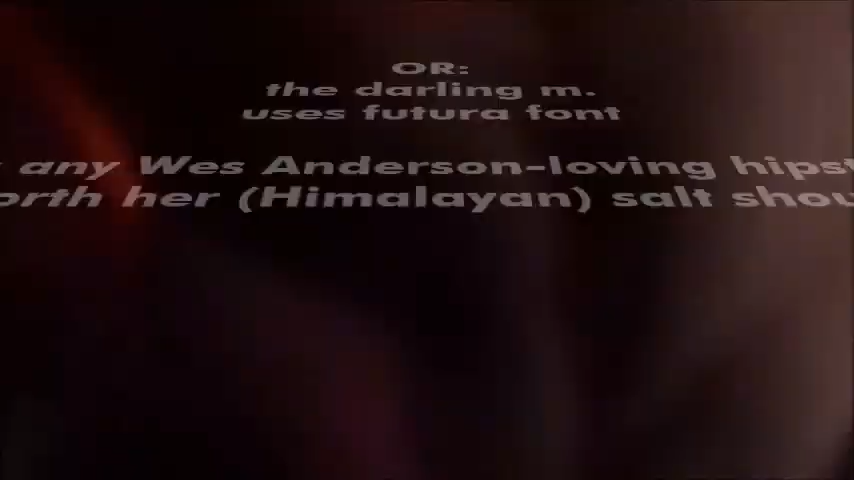 OR:
the darling m.
uses futura font
any Wes Anderson-loving
her (Himalayan) salt